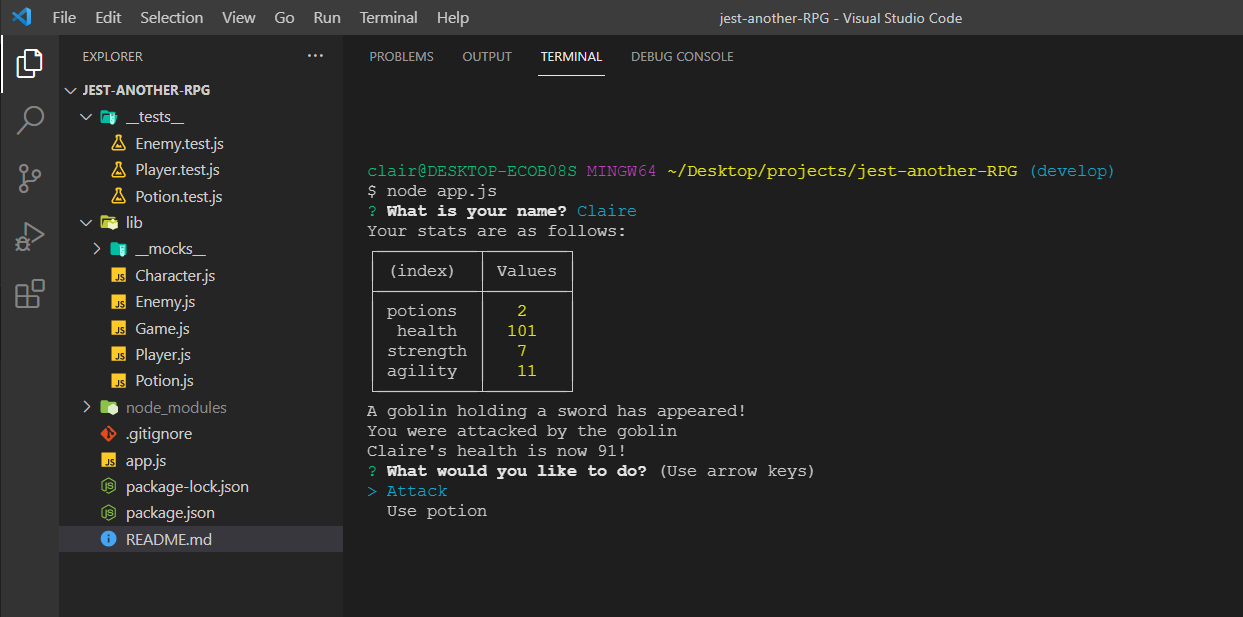 File Edit Selection View Go Run Terminal Help
jest-another-RPG - Visual Studio Code
EXPLORER
JEST-ANOTHER-RPG
__tests__
Enemy.test.js
Player.test.js
Potion.test.js
lib
__mocks__
Character.js
Enemy.js
Game.js
Player.js
Potion.js
node_modules
.gitignore
app.js
package-lock.json
package.json
README.md
PROBLEMS OUTPUT TERMINAL DEBUG CONSOLE
clair@DESKTOP-ECOB08S MINGW64 ~/Desktop/projects/jest-another-RPG (develop)
$ node app.js
? What is your name? Claire
Your stats are as follows:
(index) Values
potions 2
health 101
strength 7
agility 11
A goblin holding a sword has appeared!
You were attacked by the goblin
Claire's health is now 91!
? What would you like to do? (Use arrow keys)
> Attack
Use potion